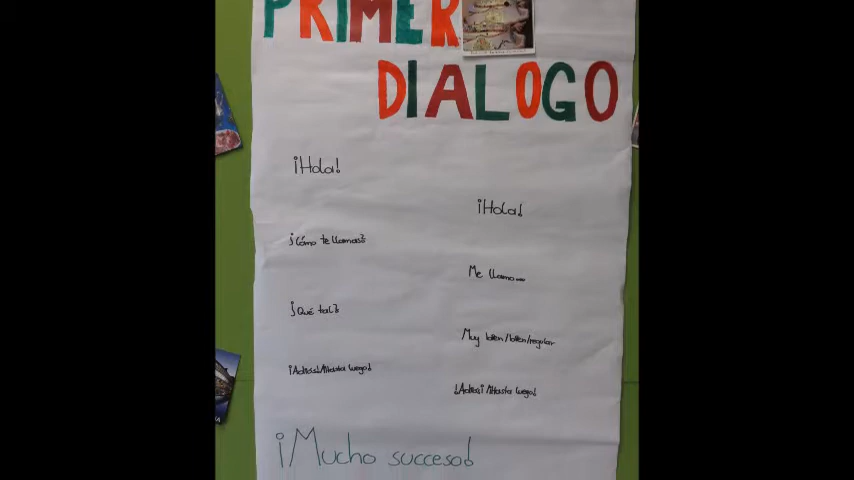 PRIMER
DIALOGO
¡Hola!
¡Hola!
¿Cómo te llamas?
Me llamo...
¿Qué tal?
Muy bien/bien/regular
¡Adiós!/¡Hasta luego!
¡Adiós!/¡Hasta luego!
¡Mucho succeso!